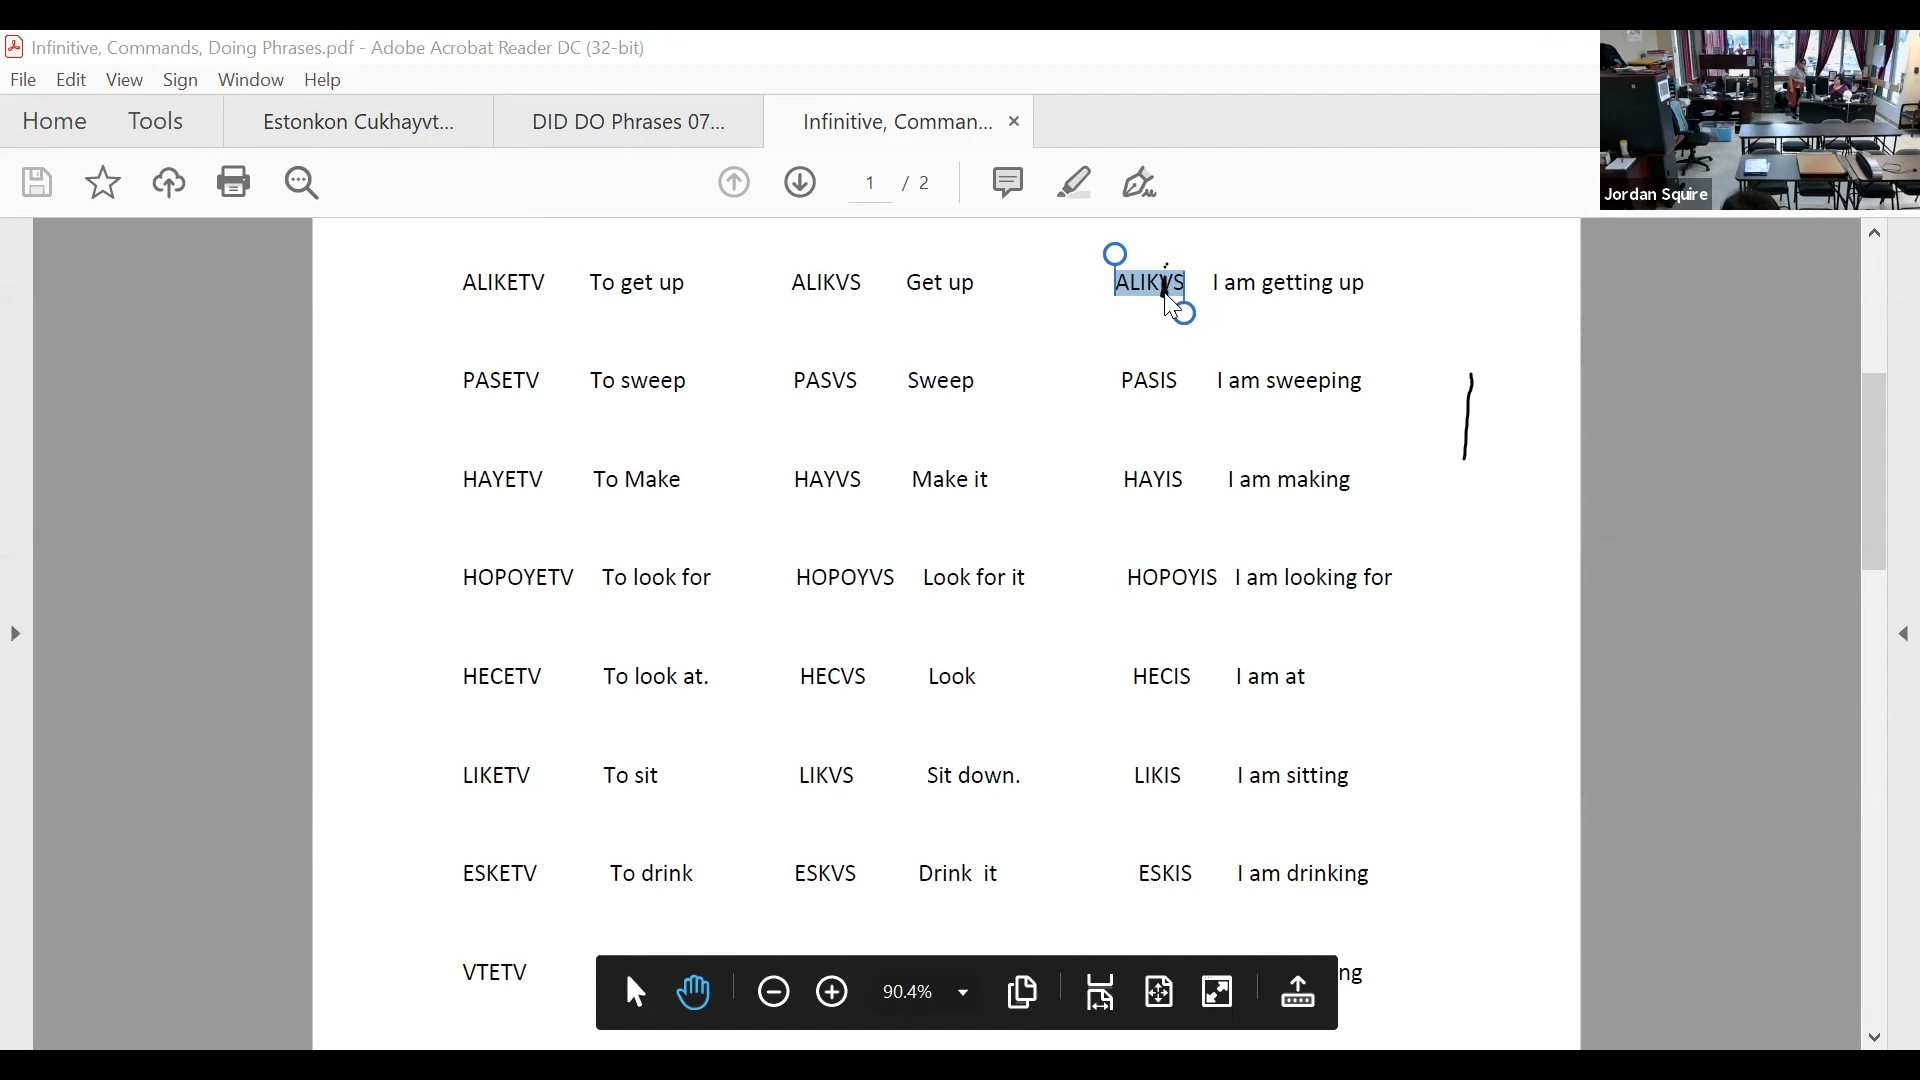 Infinitive, Commands, Doing Phrases.pdf - Adobe Acrobat Reader DC (32-bit)
File Edit View Sign Window Help
Home Tools Estonkon Cukhayvt... DID DO Phrases 07... Infinitive, Comman... ×
1 / 2
Jordan Squire
ALIKETV To get up ALIKVS Get up ALIKVS I am getting up
PASETV To sweep PASVS Sweep PASIS I am sweeping
HAYETV To Make HAYVS Make it HAYIS I am making
HOPOYETV To look for HOPOYVS Look for it HOPOYIS I am looking for
HECETV To look at. HECVS Look HECIS I am at
LIKETV To sit LIKVS Sit down. LIKIS I am sitting
ESKETV To drink ESKVS Drink it ESKIS I am drinking
VTETV ng
90.4%